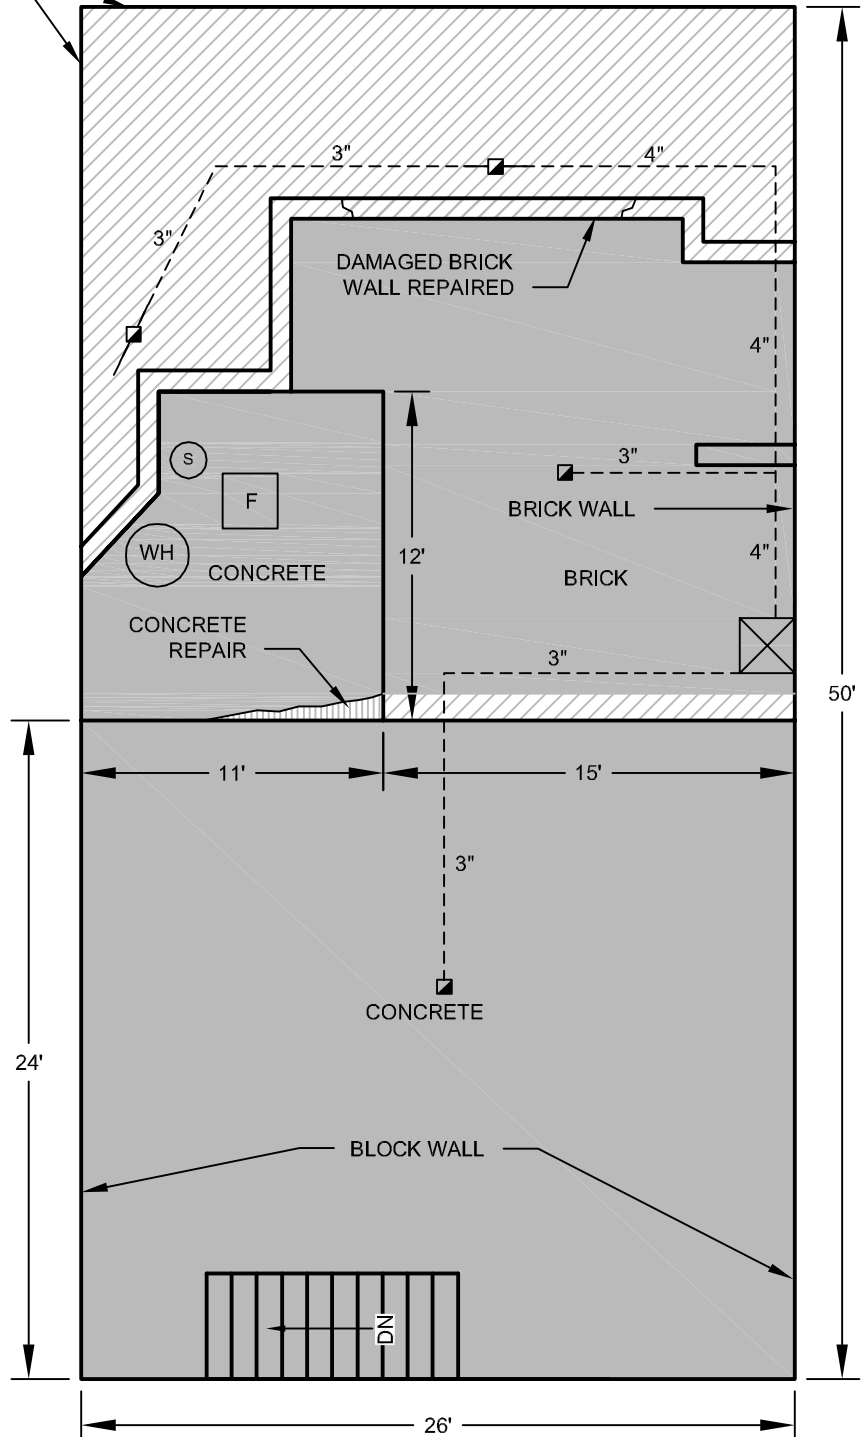 3"
4"
3"
DAMAGED BRICK
WALL REPAIRED
4"
S
3"
F
BRICK WALL
WH
12'
4"
CONCRETE
BRICK
CONCRETE
REPAIR
3"
50'
11'
15'
3"
CONCRETE
24'
BLOCK WALL
DN
26'